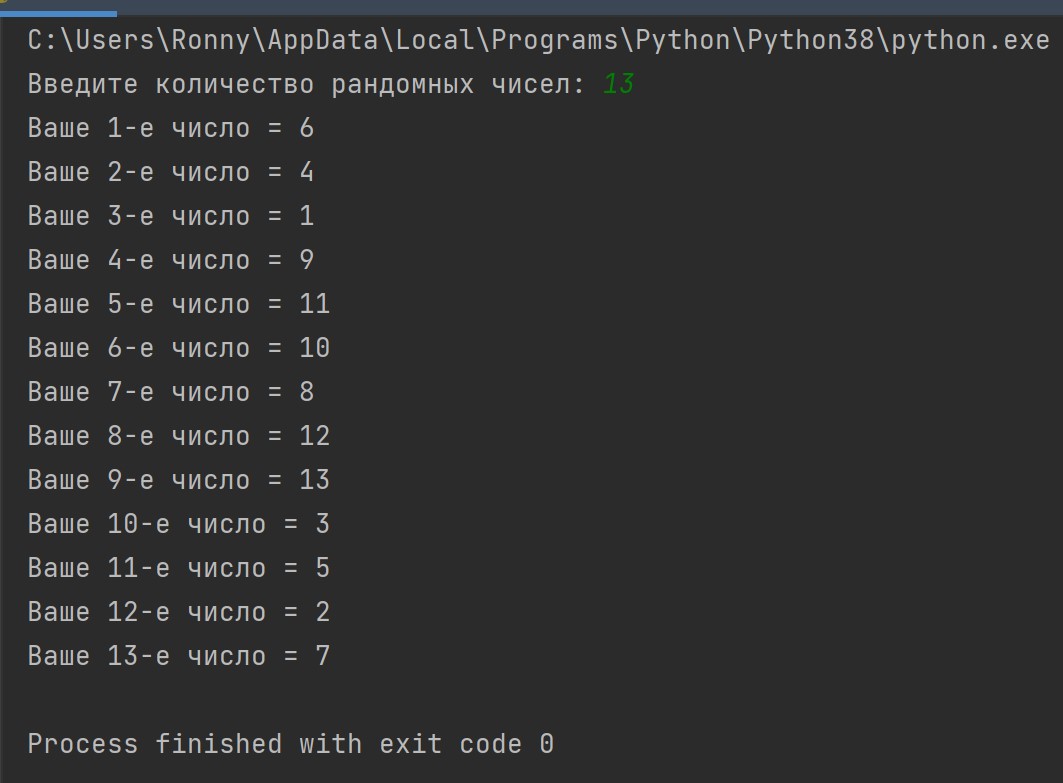 C:\Users\Ronny\AppData\Local\Programs\Python\Python38\python.exe
Введите количество рандомных чисел: 13
Ваше 1-е число = 6
Ваше 2-е число = 4
Ваше 3-е число = 1
Ваше 4-е число = 9
Ваше 5-е число = 11
Ваше 6-е число = 10
Ваше 7-е число = 8
Ваше 8-е число = 12
Ваше 9-е число = 13
Ваше 10-е число = 3
Ваше 11-е число = 5
Ваше 12-е число = 2
Ваше 13-е число = 7
Process finished with exit code 0